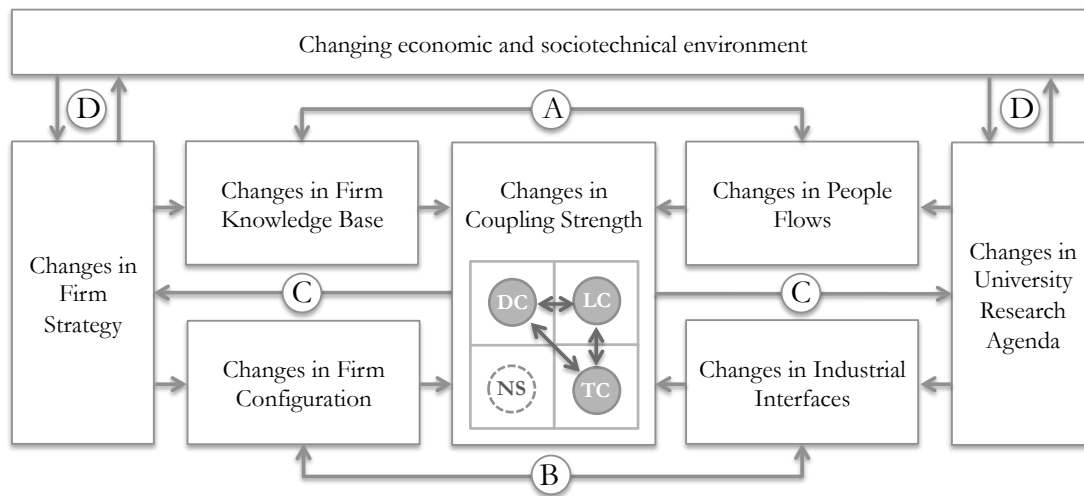 Changing economic and sociotechnical environment
D
D
A
Changes in Firm
Knowledge Base
Changes in
Coupling Strength
Changes in People
Flows
Changes in
Firm
Strategy
C
C
Changes in
University
Research
Agenda
DC
LC
NS
TC
Changes in Firm
Configuration
Changes in Industrial
Interfaces
B